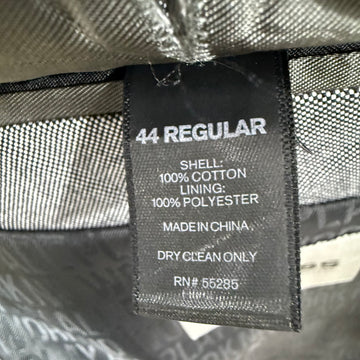 44 REGULAR
SHELL:
100% COTTON
LINING:
100% POLYESTER
MADE IN CHINA
DRY CLEAN ONLY
RN# 55285